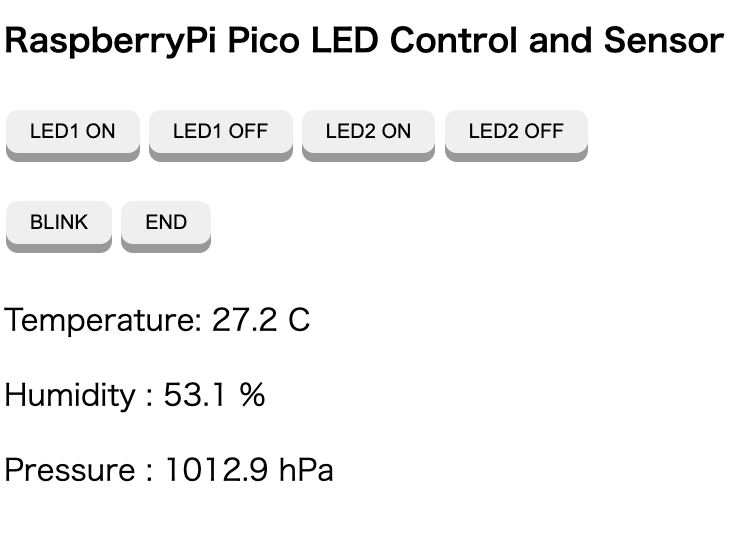 RaspberryPi Pico LED Control and Sensor
LED1 ON LED1 OFF LED2 ON LED2 OFF
BLINK END
Temperature: 27.2 C
Humidity : 53.1 %
Pressure : 1012.9 hPa